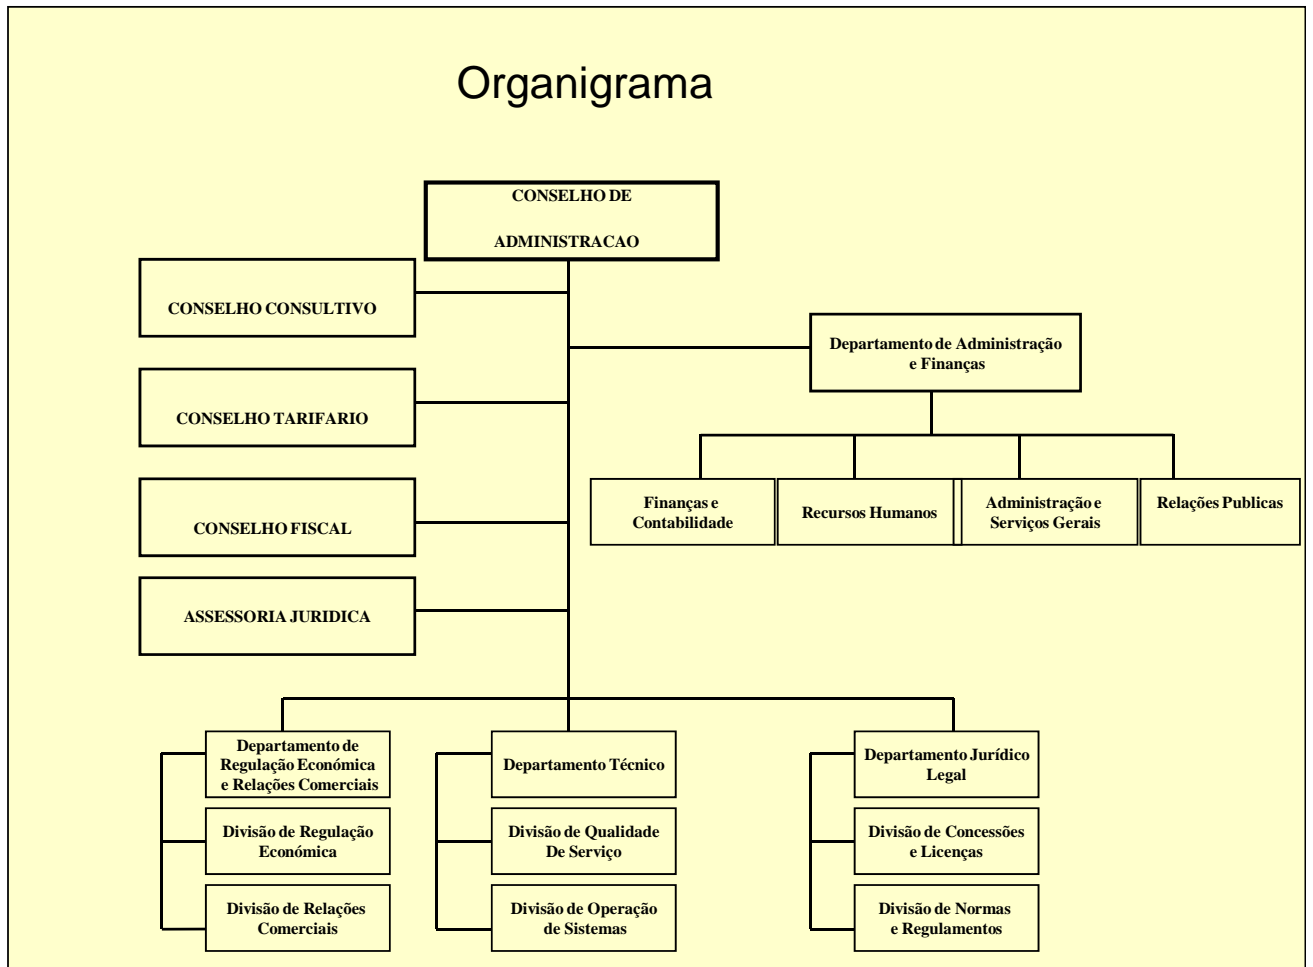 Organigrama
CONSELHO DE
ADMINISTRACAO
CONSELHO CONSULTIVO
Departamento de Administração
e Finanças
CONSELHO TARIFARIO
Finanças e
Contabilidade
Recursos Humanos
Administração e
Serviços Gerais
Relações Publicas
CONSELHO FISCAL
ASSESSORIA JURIDICA
Departamento de
Regulação Económica
e Relações Comerciais
Departamento Técnico
Departamento Jurídico
Legal
Divisão de Regulação
Económica
Divisão de Qualidade
De Serviço
Divisão de Concessões
e Licenças
Divisão de Relações
Comerciais
Divisão de Operação
de Sistemas
Divisão de Normas
e Regulamentos